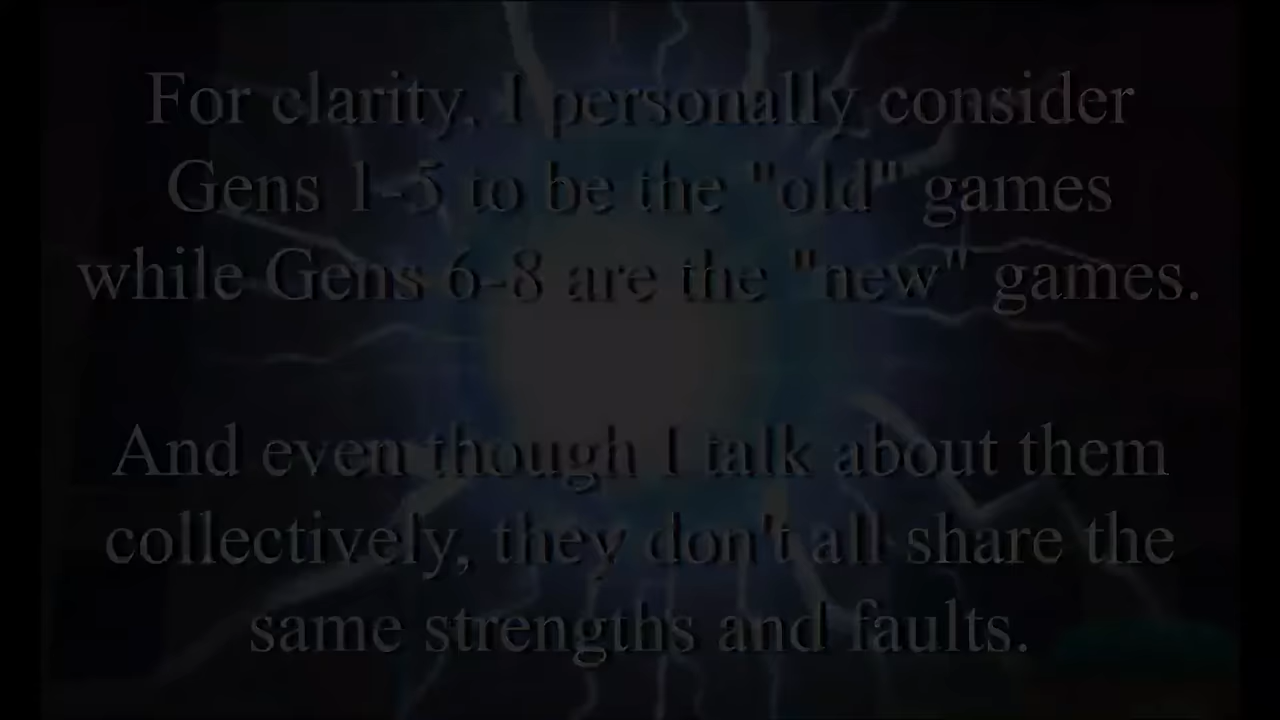 For clarity, I personally consider
Gens 1-5 to be the "old" games
while Gens 6-8 are the "new" games.
And even though I talk about them
collectively, they don't all share the
same strengths and faults.